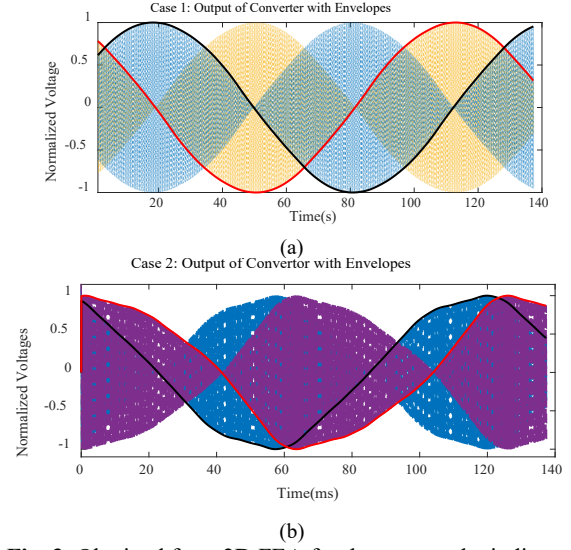 Case 1: Output of Converter with Envelopes
Normalized Voltage
1
0.5
0
-0.5
-1
20 40 60 80 100 120 140
Time(s)
(a)
Case 2: Output of Convertor with Envelopes
Normalized Voltages
1
0.5
0
-0.5
-1
0 20 40 60 80 100 120 140
Time(ms)
(b)